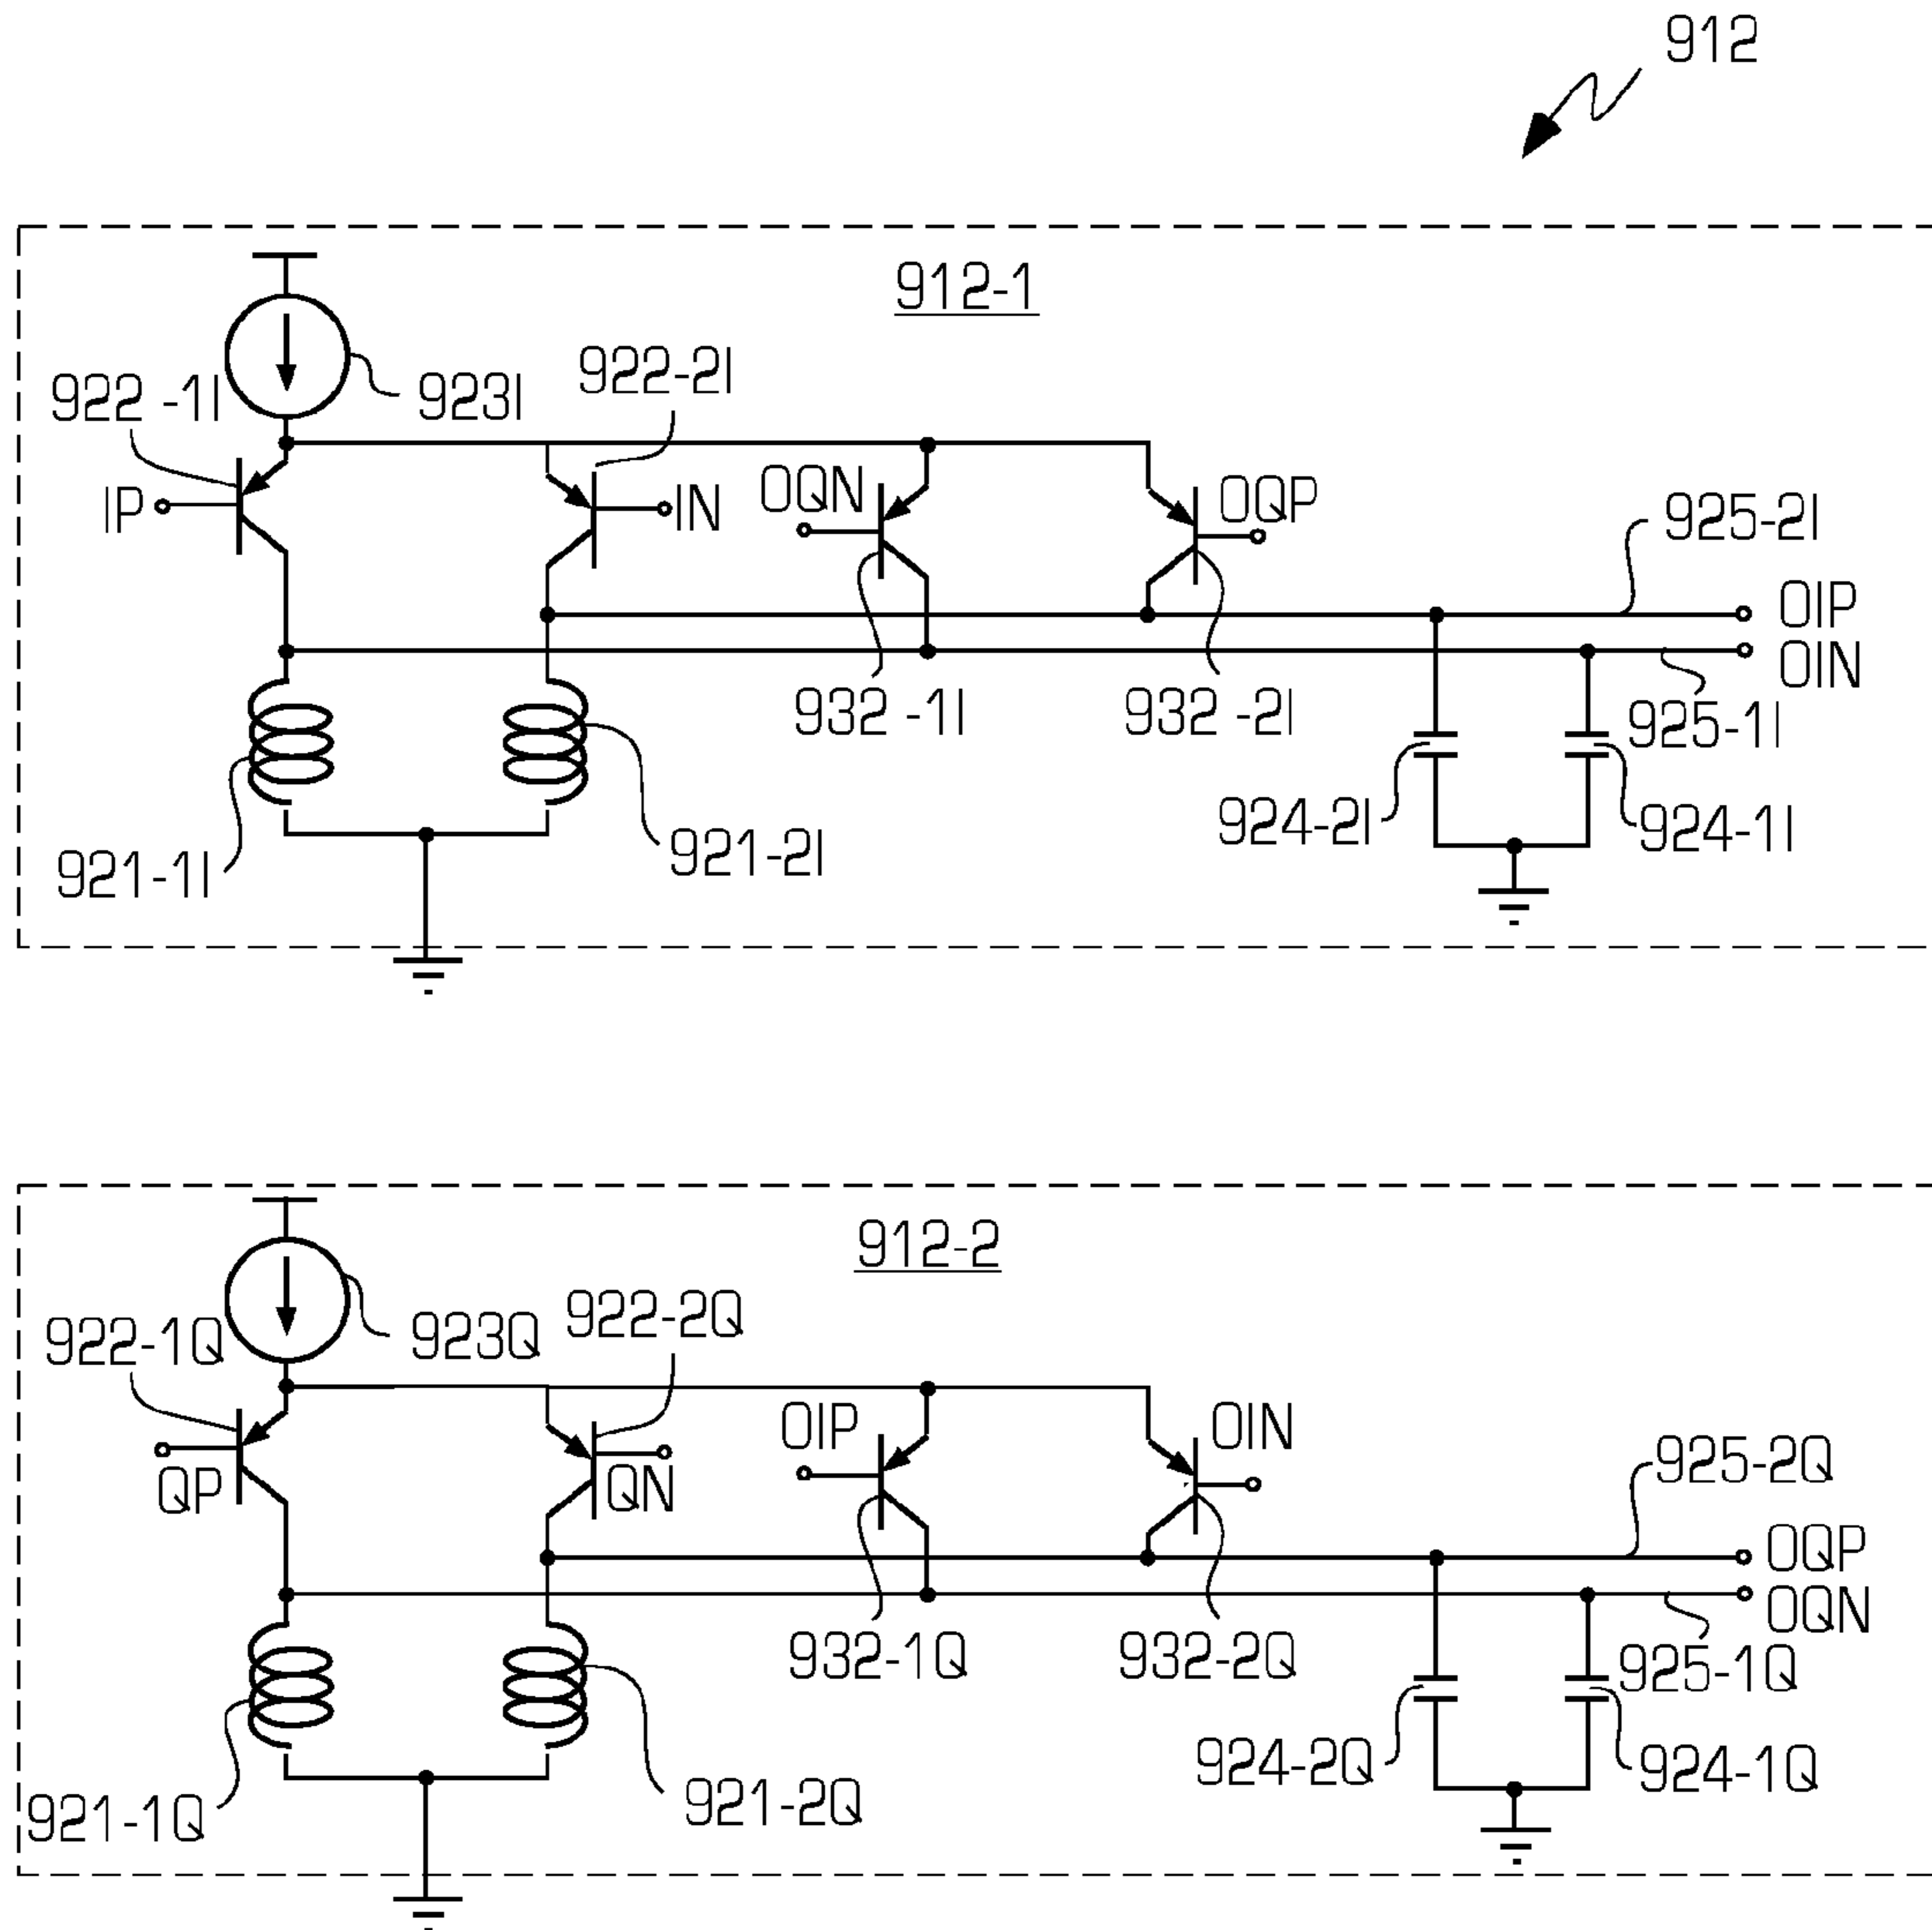 912
912-1
922-2I
922 -1I
923I
OQN
OQP
IP
IN
925-2I
OIP
OIN
932 -1I
932 -2I
925-1I
924-2I
924-1I
921-1I
921-2I
912-2
922-2Q
922-1Q
923Q
OIP
OIN
QP
QN
925-2Q
OQP
OQN
932-1Q
932-2Q
925-1Q
924-2Q
924-1Q
921-1Q
921-2Q